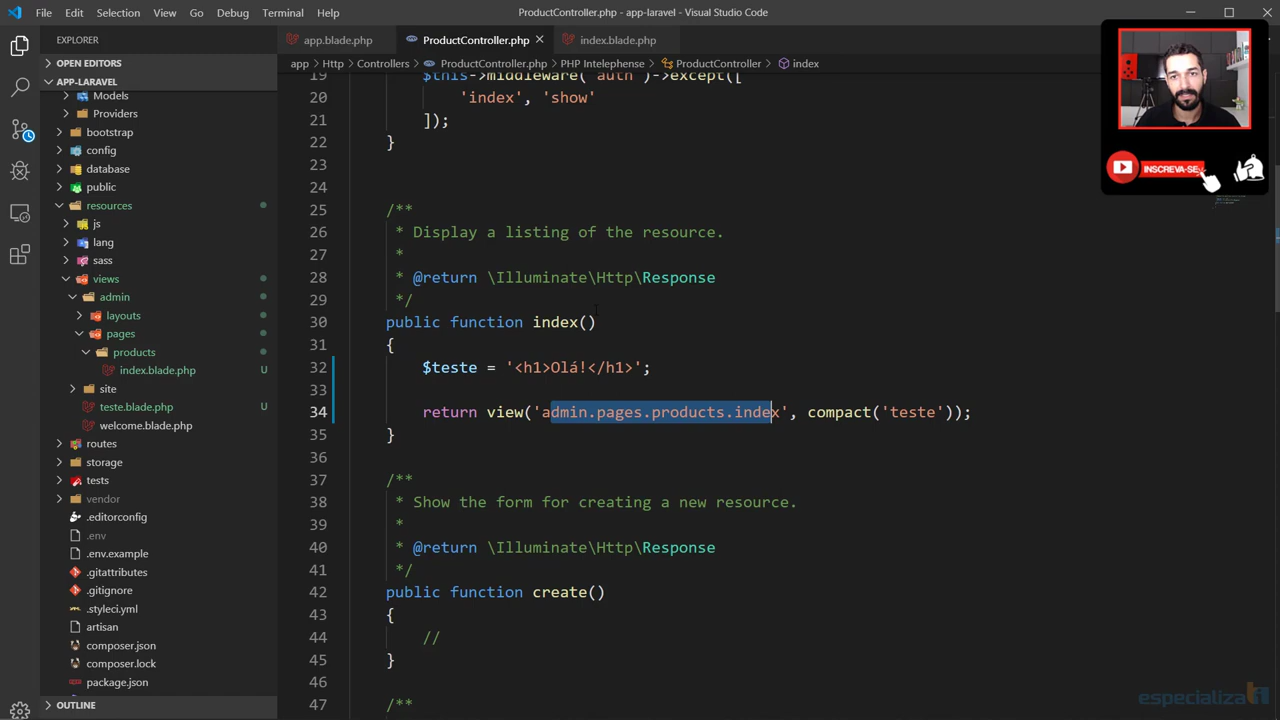 File Edit Selection View Go Debug Terminal Help
ProductController.php - app-laravel - Visual Studio Code
EXPLORER
OPEN EDITORS
APP-LARAVEL
Models
Providers
bootstrap
config
database
public
resources
js
lang
sass
views
admin
layouts
pages
products
index.blade.php U
site
teste.blade.php U
welcome.blade.php
routes
storage
tests
vendor
.editorconfig
.env
.env.example
.gitattributes
.gitignore
.styleci.yml
artisan
composer.json
composer.lock
package.json
OUTLINE
app.blade.php ProductController.php index.blade.php
app > Http > Controllers > ProductController.php > PHP Intelephense > ProductController > index
19 $this->middleware('auth')->except([
20 'index', 'show'
21 ]);
22 }
23
24
25 /**
26 * Display a listing of the resource.
27 *
28 * @return \Illuminate\Http\Response
29 */
30 public function index()
31 {
32 $teste = '<h1>Olá!</h1>';
33
34 return view('admin.pages.products.index', compact('teste'));
35 }
36
37 /**
38 * Show the form for creating a new resource.
39 *
40 * @return \Illuminate\Http\Response
41 */
42 public function create()
43 {
44 //
45 }
46
47 /**
INSCREVA-SE
especializati